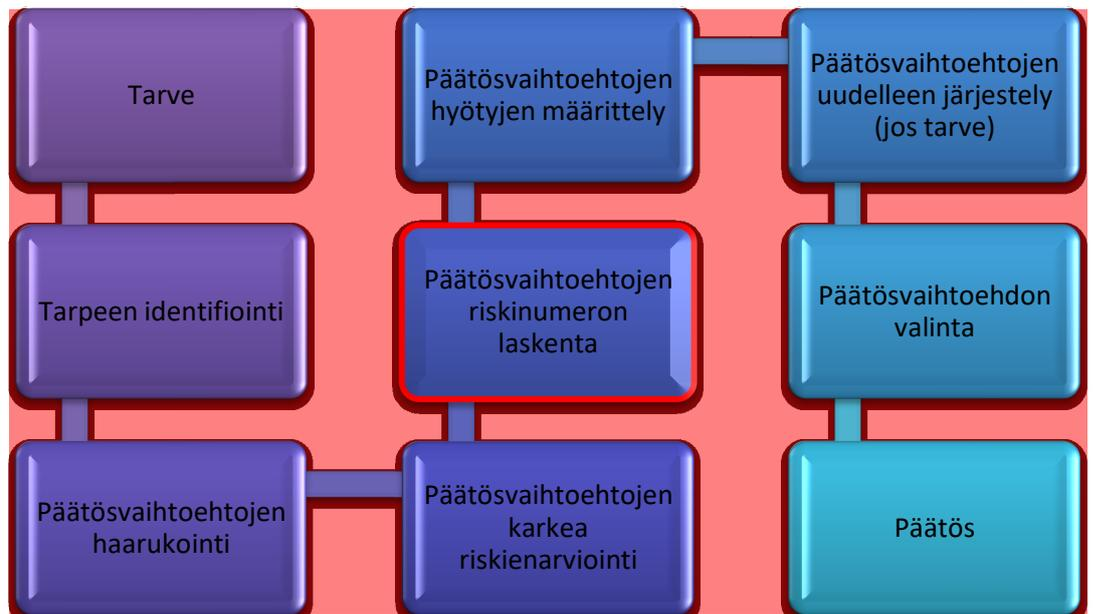 Tarve
Tarpeen identifiointi
Päätösvaihtoehtojen
haarukointi
Päätösvaihtoehtojen
karkea
riskienarviointi
Päätösvaihtoehtojen
riskinumeron
laskenta
Päätösvaihtoehtojen
hyötyjen määrittely
Päätösvaihtoehtojen
uudelleen järjestely
(jos tarve)
Päätösvaihtoehdon
valinta
Päätös